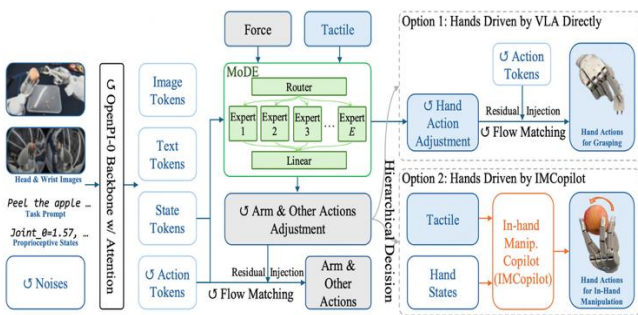 Head & Wrist Images
Peel the apple …
Task Prompt
Joint_0=1.57, …
Proprioceptive States
↺ Noises
↺ OpenPI-0 Backbone w/ Attention
Image
Tokens
Text
Tokens
State
Tokens
↺ Action
Tokens
Force
Tactile
MoDE
Router
Expert
1
Expert
2
Expert
3
…
Expert
E
Linear
↺ Arm & Other Actions
Adjustment
Residual Injection
↺ Flow Matching
Arm &
Other
Actions
Hierarchical Decision
Option 1: Hands Driven by VLA Directly
↺ Action
Tokens
↺ Hand
Action
Adjustment
Residual Injection
↺ Flow Matching
Hand Actions
for Grasping
Option 2: Hands Driven by IMCopilot
Tactile
Hand
States
In-hand
Manip.
Copilot
(IMCopilot)
Hand Actions
for In-Hand
Manipulation